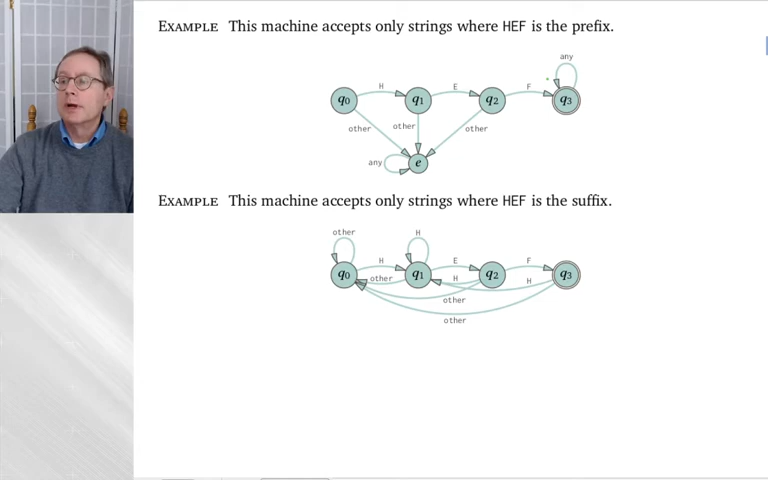 EXAMPLE This machine accepts only strings where HEF is the prefix.
any
H E F
q0 q1 q2 q3
other other other
any e
EXAMPLE This machine accepts only strings where HEF is the suffix.
other H
H E F
q0 other q1 H q2 H q3
other
other